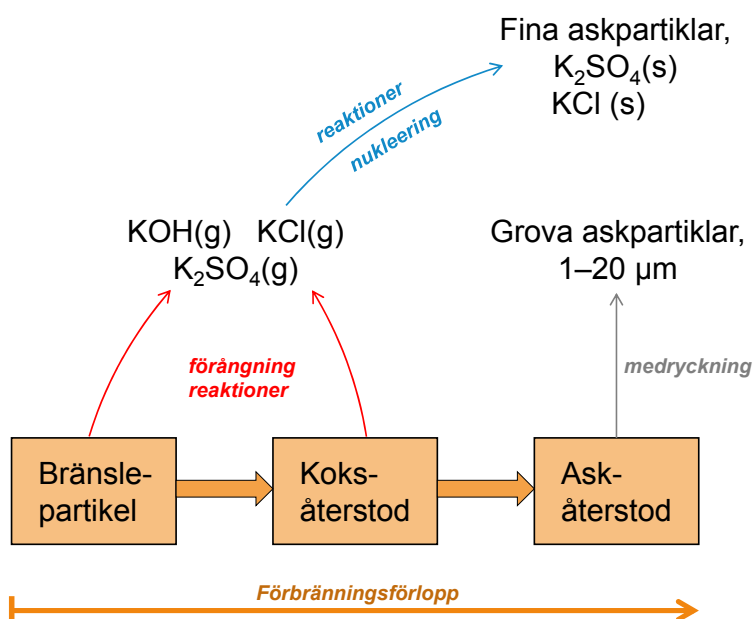 Fina askpartiklar,
K₂SO₄(s)
KCl (s)
reaktioner
nukleering
KOH(g) KCl(g)
K₂SO₄(g)
Grova askpartiklar,
1–20 µm
förångning
reaktioner
medryckning
Bränsle-
partikel
Koks-
återstod
Ask-
återstod
Förbränningsförlopp